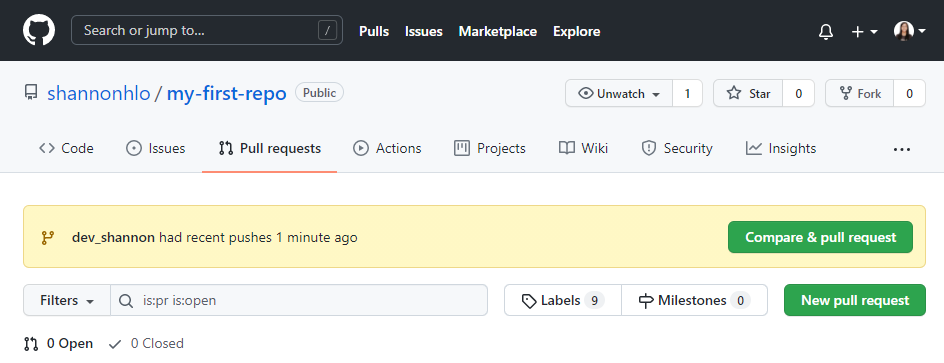 Search or jump to... / Pulls Issues Marketplace Explore
shannonhlo / my-first-repo Public Unwatch 1 Star 0 Fork 0
Code Issues Pull requests Actions Projects Wiki Security Insights ...
dev_shannon had recent pushes 1 minute ago Compare & pull request
Filters is:pr is:open Labels 9 Milestones 0 New pull request
0 Open 0 Closed